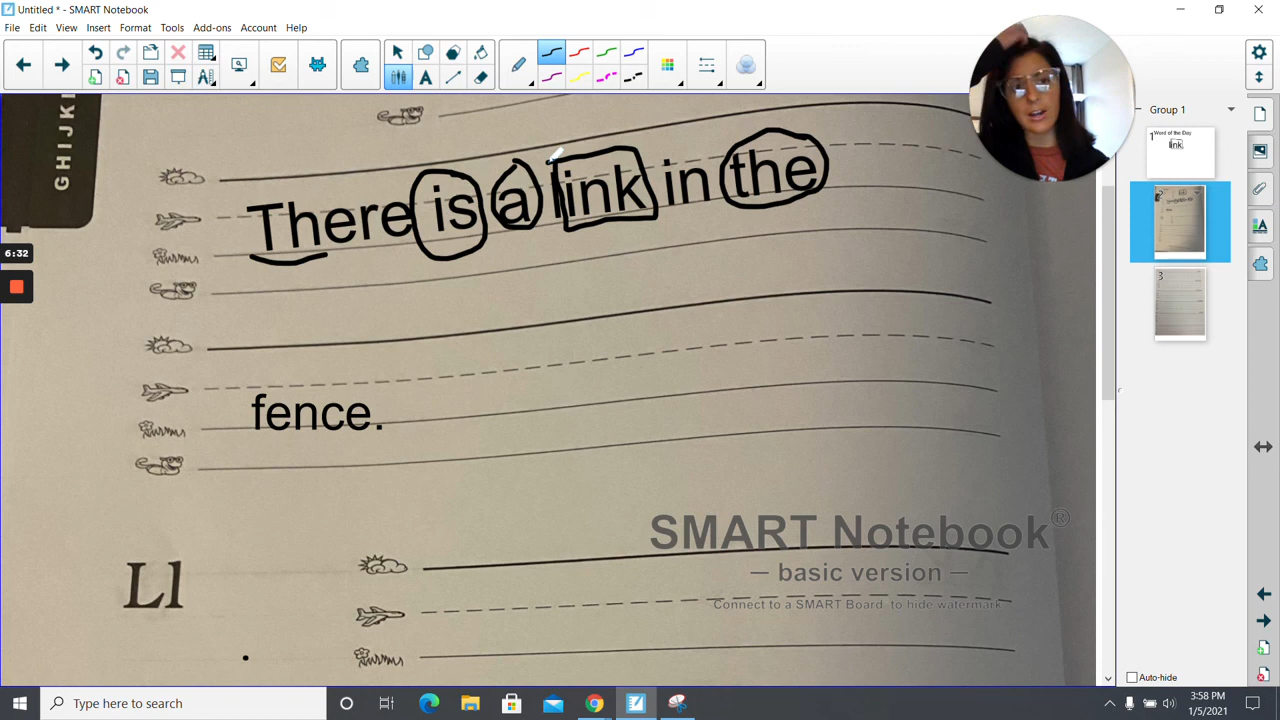 Untitled * - SMART Notebook
File Edit View Insert Format Tools Add-ons Account Help
Group 1
1 Word of the Day
link
2
3
GHIJK
There is a link in the
6:32
fence.
SMART Notebook®
— basic version —
Connect to a SMART Board to hide watermark
Ll
.
Auto-hide
Type here to search
3:58 PM
1/5/2021